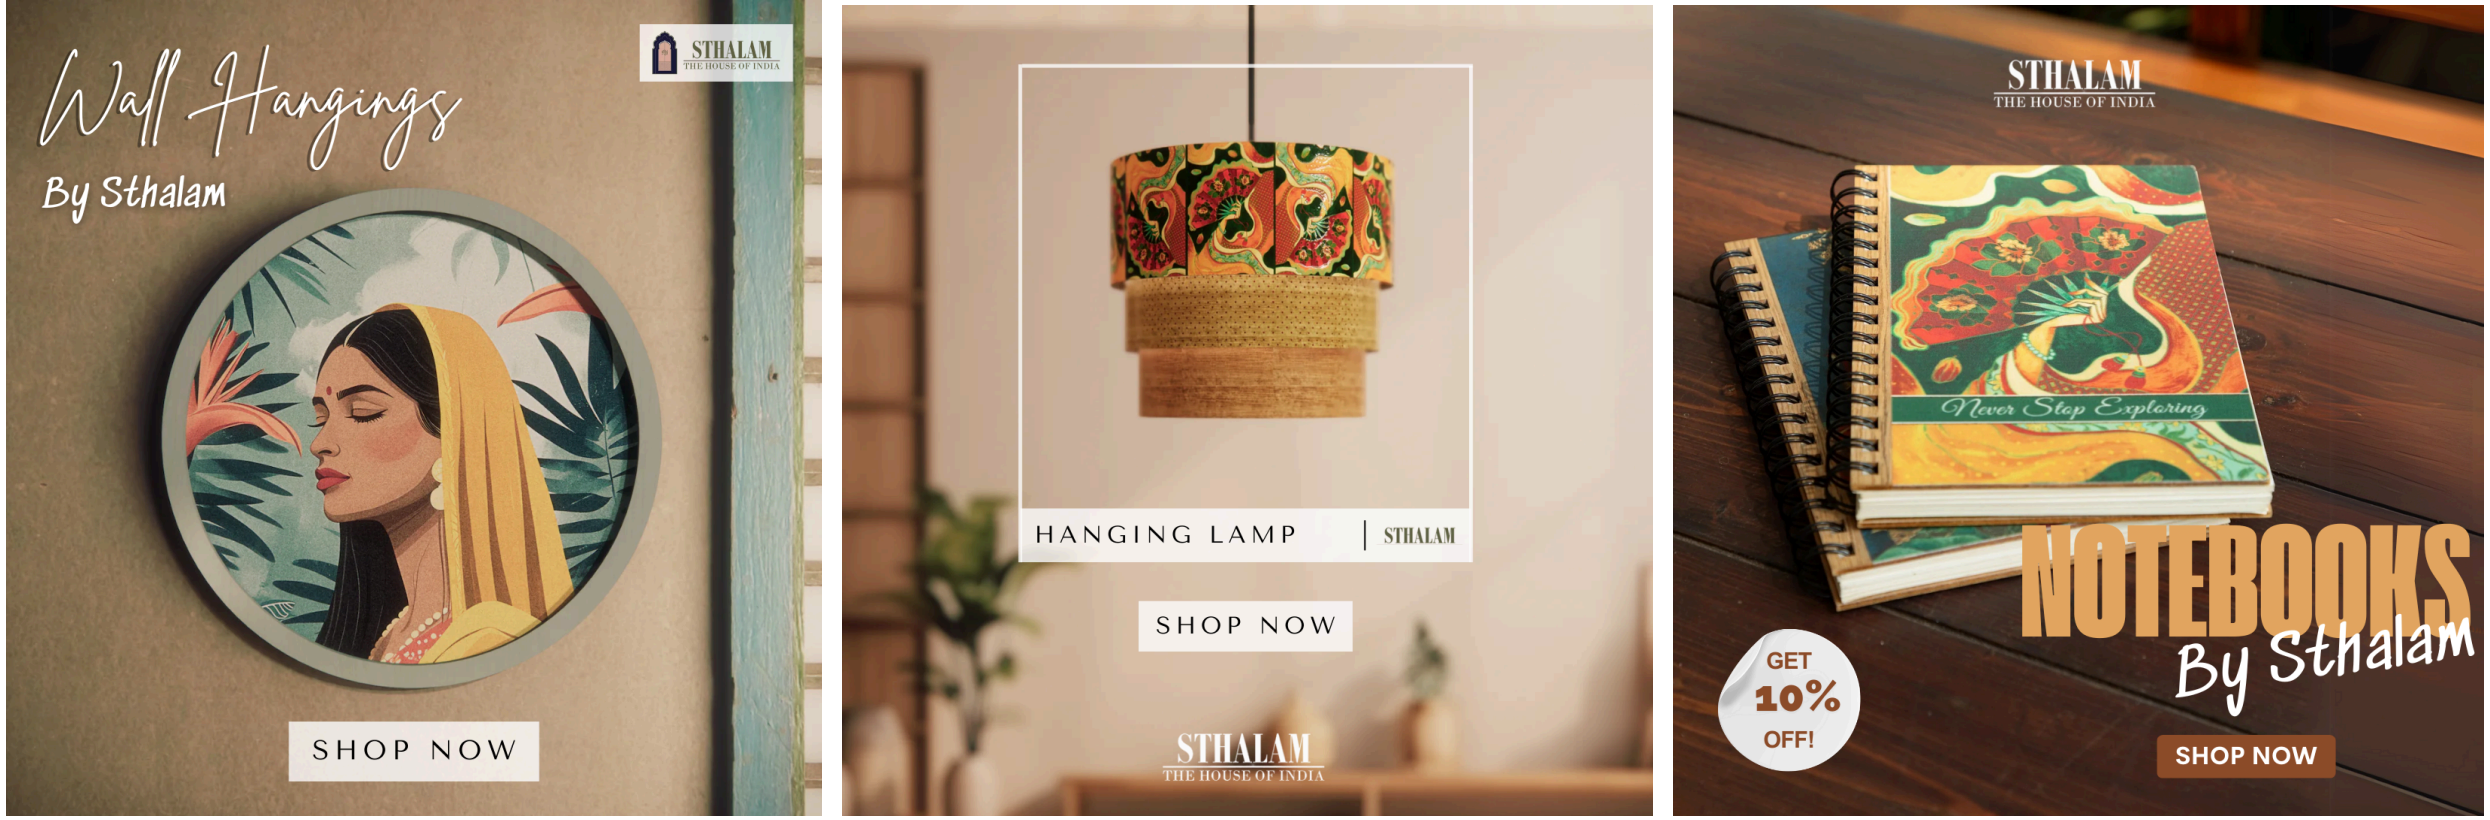 Wall Hangings
By Sthalam
STHALAM
THE HOUSE OF INDIA
SHOP NOW
HANGING LAMP | STHALAM
SHOP NOW
STHALAM
THE HOUSE OF INDIA
STHALAM
THE HOUSE OF INDIA
Never Stop Exploring
NOTEBOOKS
By Sthalam
GET
10%
OFF!
SHOP NOW